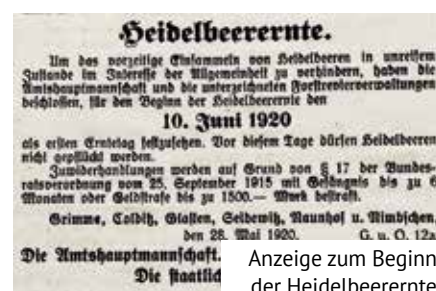 Heidelbeerernte.
Um das vorzeitige Einsammeln von Heidelbeeren in unreifem
Zustande im Interesse der Allgemeinheit zu verhindern, haben die
Amtshauptmannschaft und die unterzeichneten Forstrevierverwaltungen
beschlossen, für den Beginn der Heidelbeerernte den
10. Juni 1920
als ersten Erntetag festzusetzen. Vor diesem Tage dürfen Heidelbeeren
nicht gepflückt werden.
Zuwiderhandlungen werden auf Grund von § 17 der Bundes-
ratsverordnung vom 25. September 1915 mit Gefängnis bis zu 6
Monaten oder Geldstrafe bis zu 1500.— Mark bestraft.
Grimma, Colditz, Glasten, Seidewitz, Naunhof u. Nimbschen,
den 28. Mai 1920. G. u. O. 12a
Die Amtshauptmannschaft.
Die staatlich
Anzeige zum Beginn
der Heidelbeerernte